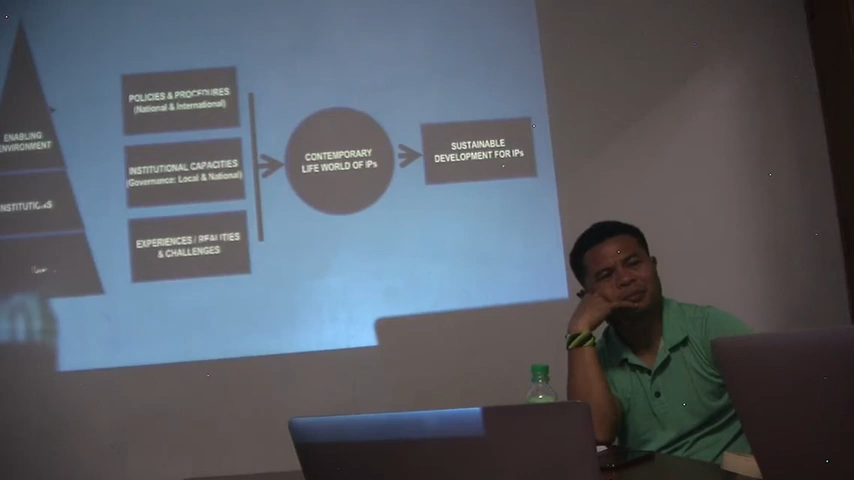 ENABLING
ENVIRONMENT
INSTITUTIONS
POLICIES & PROCEDURES
(National & International)
INSTITUTIONAL CAPACITIES
(Governance: Local & National)
EXPERIENCES / REALITIES
& CHALLENGES
CONTEMPORARY
LIFE WORLD OF IPs
SUSTAINABLE
DEVELOPMENT FOR IPs